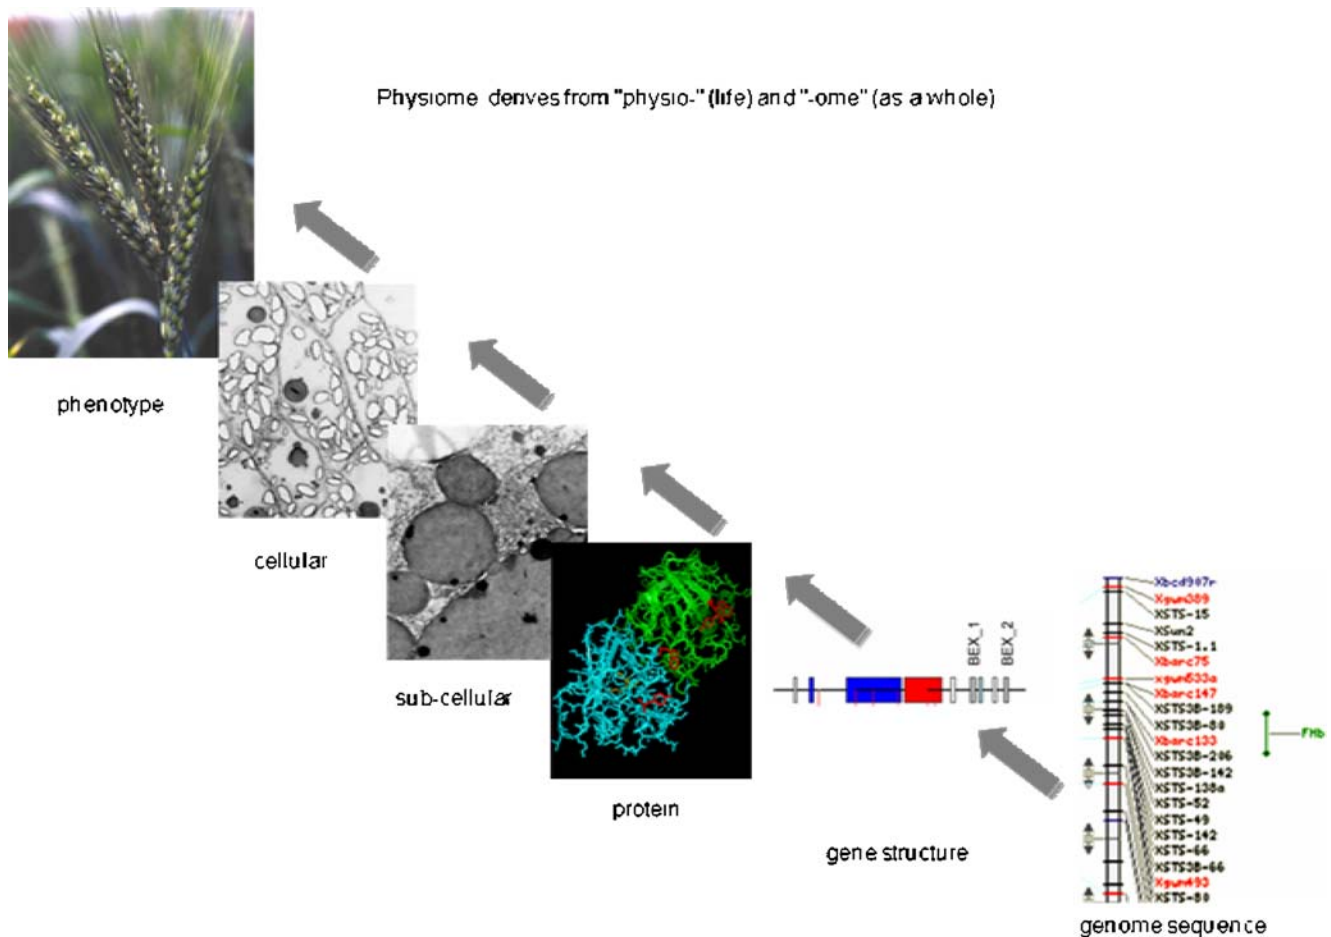 Physiome derives from "physio-" (life) and "-ome" (as a whole)
phenotype
cellular
sub-cellular
protein
BEX_1
BEX_2
gene structure
Xbcd907r
Xgwm389
XSTS-15
XSun2
XSTS-1.1
Xbarc75
xgwm533a
Xbarc147
XSTS3B-189
XSTS3B-80
Xbarc133
XSTS3B-206
XSTS3B-142
XSTS-138a
XSTS-52
XSTS-49
XSTS-142
XSTS-66
XSTS3B-66
Xgwm493
XSTS-80
FHb
genome sequence